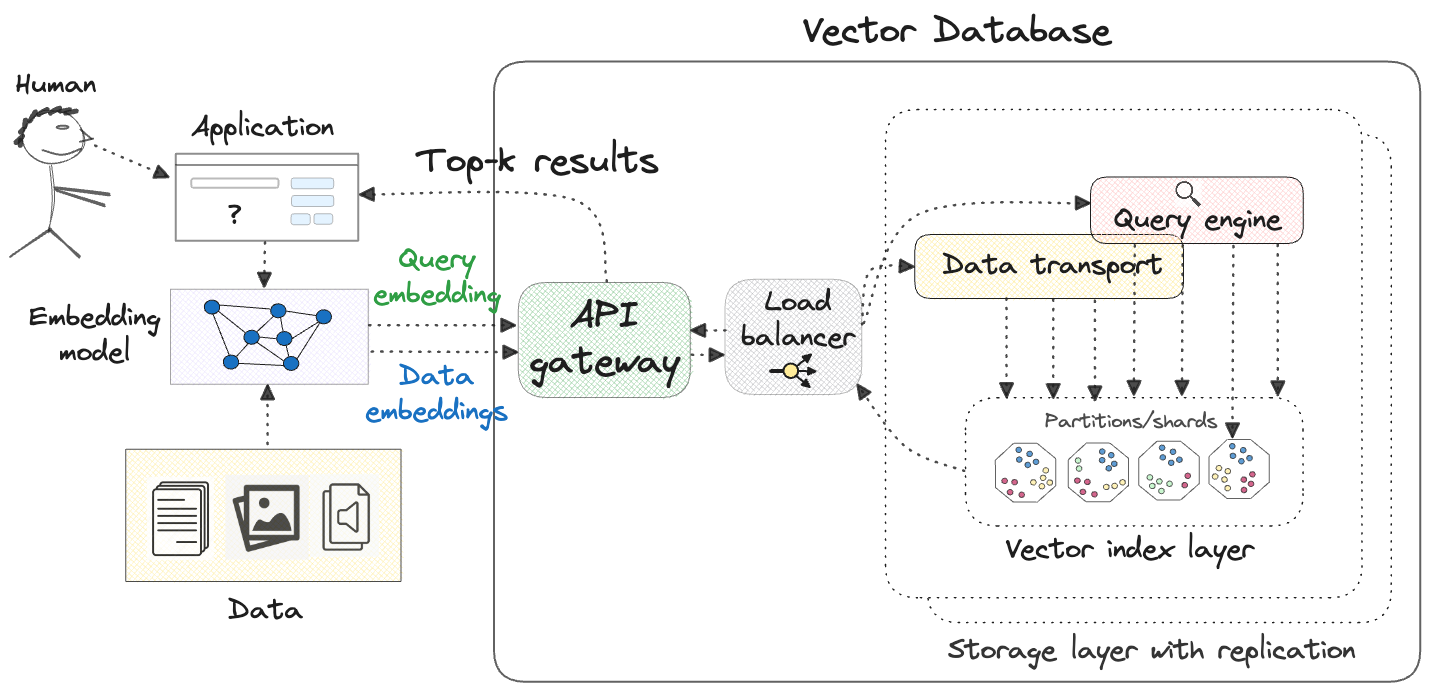 Vector Database
Human
Application
?
Top-k results
Query
embedding
Embedding
model
Data
embeddings
API
gateway
Load
balancer
Query engine
Data transport
Partitions/shards
Vector index layer
Data
Storage layer with replication